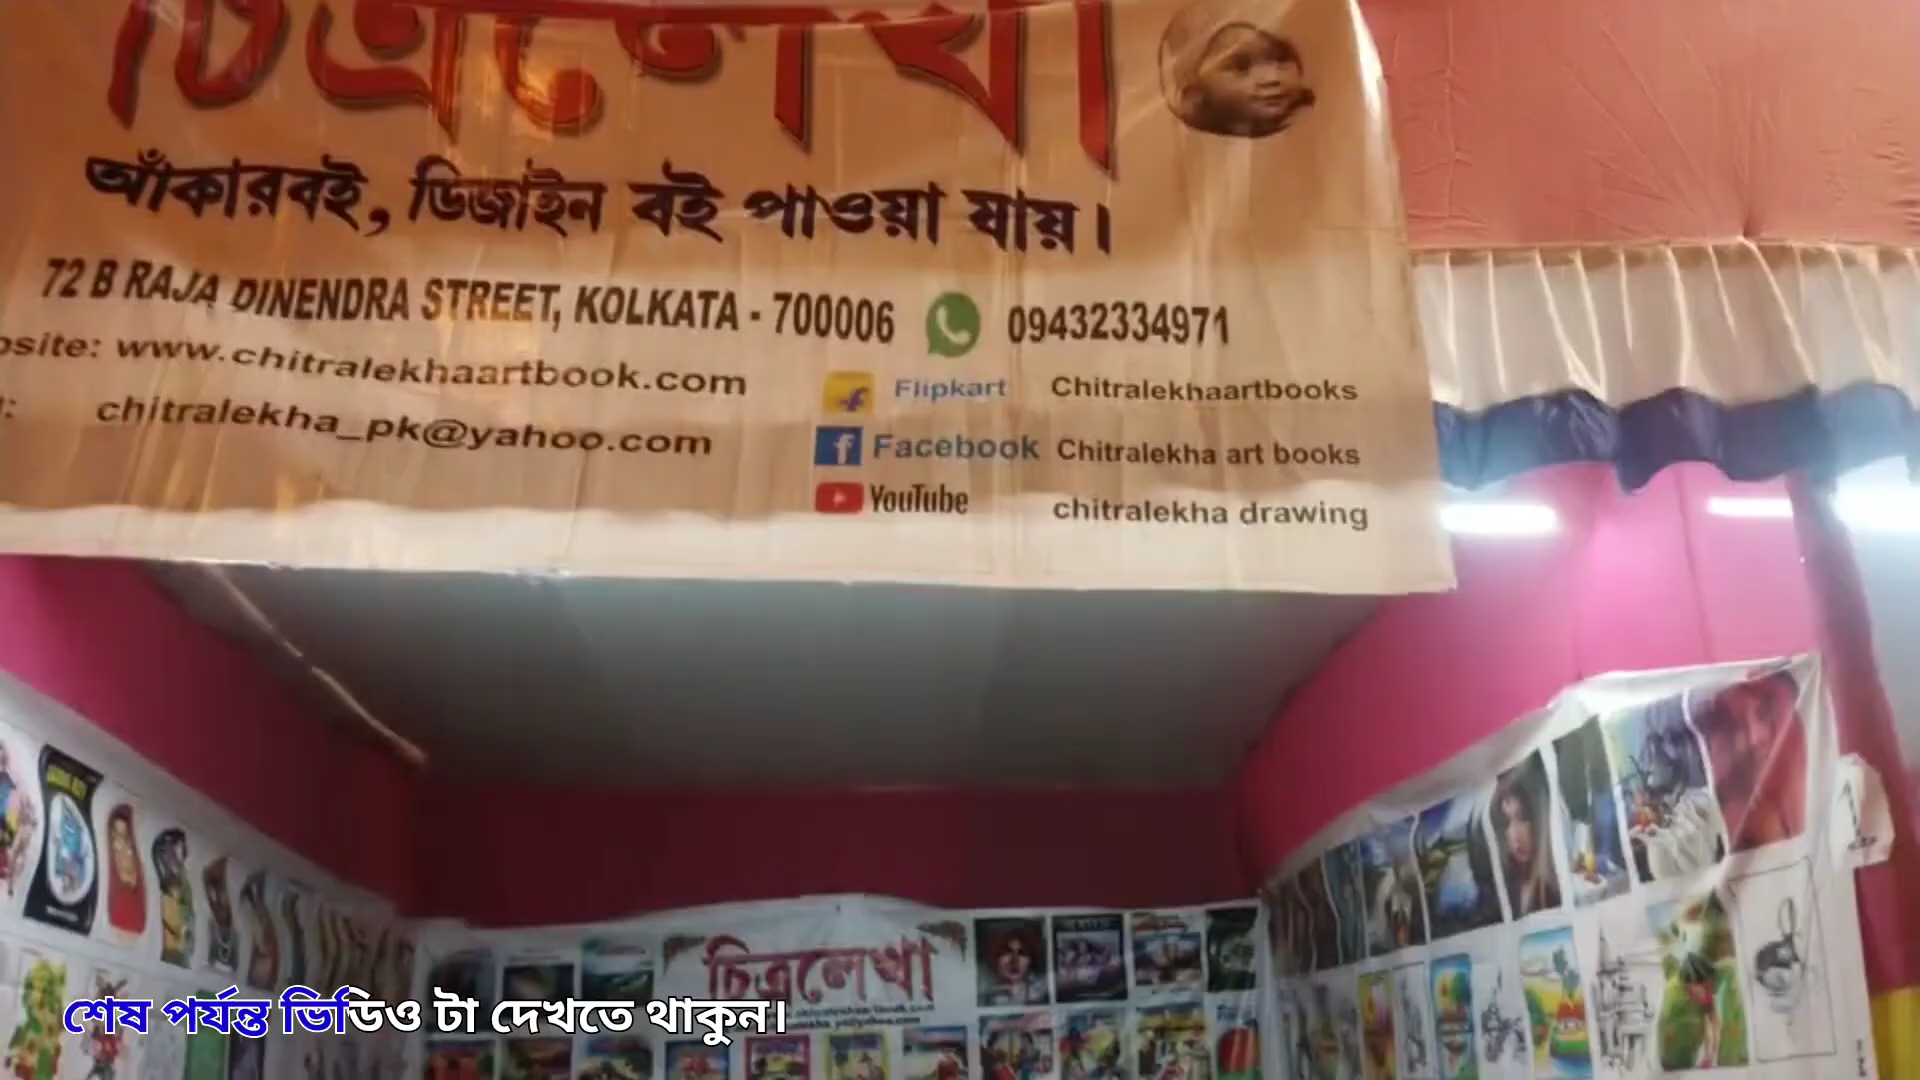 চিত্রলেখা
আঁকারবই, ডিজাইন বই পাওয়া যায়।
72 B RAJA DINENDRA STREET, KOLKATA - 700006 09432334971
www.chitralekhaartbook.com
Flipkart Chitralekhaartbooks
chitralekha_pk@yahoo.com
Facebook Chitralekha art books
YouTube chitralekha drawing
চিত্রলেখা
শেষ পর্যন্ত ভিডিও টা দেখতে থাকুন।